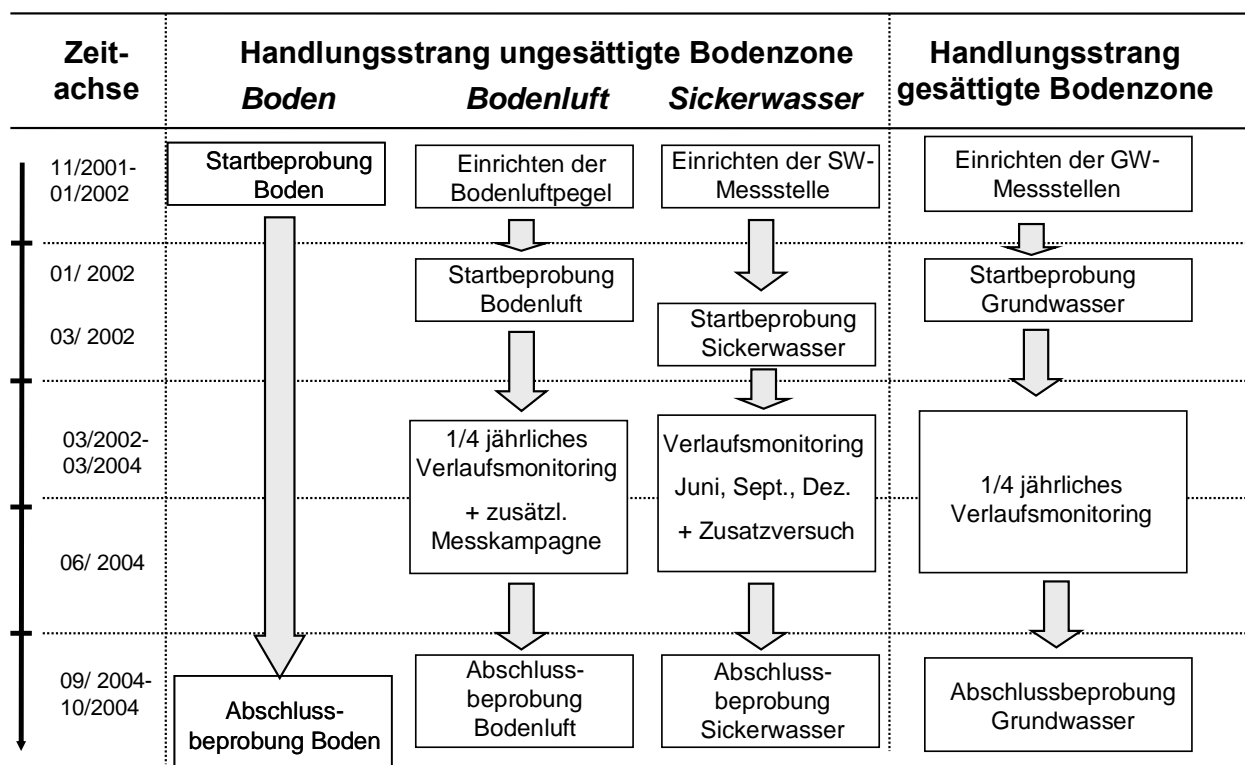 Zeit-
achse
Handlungsstrang ungesättigte Bodenzone
Boden
Bodenluft
Sickerwasser
Handlungsstrang
gesättigte Bodenzone
11/2001-
01/2002
Startbeprobung
Boden
Einrichten der
Bodenluftpegel
Einrichten der SW-
Messstelle
Einrichten der GW-
Messstellen
01/ 2002
Startbeprobung
Bodenluft
Startbeprobung
Grundwasser
03/ 2002
Startbeprobung
Sickerwasser
03/2002-
03/2004
1/4 jährliches
Verlaufsmonitoring
+ zusätzl.
Messkampagne
Verlaufsmonitoring
Juni, Sept., Dez.
+ Zusatzversuch
1/4 jährliches
Verlaufsmonitoring
06/ 2004
09/ 2004-
10/2004
Abschluss-
beprobung Boden
Abschluss-
beprobung
Bodenluft
Abschluss-
beprobung
Sickerwasser
Abschlussbeprobung
Grundwasser